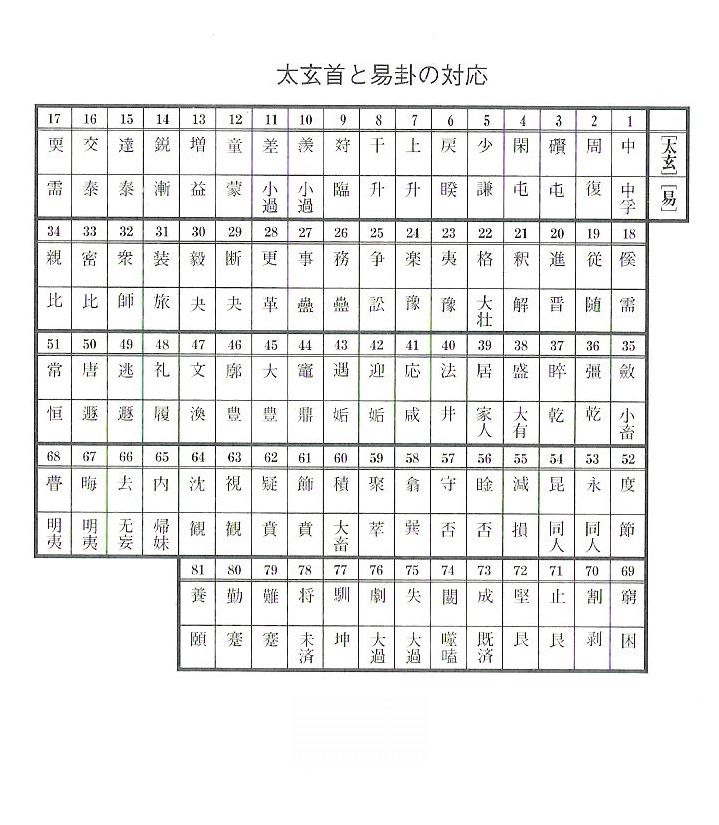 太玄首と易卦の対応
[太玄] [易]
1 中 中孚
2 周 復
3 礥 屯
4 閑 屯
5 少 謙
6 戻 睽
7 上 升
8 干 升
9 羜 臨
10 羨 小過
11 差 小過
12 童 蒙
13 増 益
14 鋭 漸
15 達 泰
16 交 泰
17 耎 需
18 傒 需
19 従 随
20 進 晋
21 釈 解
22 格 大壮
23 夷 豫
24 楽 豫
25 争 訟
26 務 蠱
27 事 蠱
28 更 革
29 断 夬
30 毅 夬
31 装 旅
32 衆 師
33 密 比
34 親 比
35 斂 小畜
36 彊 乾
37 睟 乾
38 盛 大有
39 居 家人
40 法 井
41 応 咸
42 迎 姤
43 遇 姤
44 竈 鼎
45 大 豊
46 廓 豊
47 文 渙
48 礼 履
49 逃 遯
50 唐 遯
51 常 恒
52 度 節
53 永 同人
54 昆 同人
55 減 損
56 唫 否
57 守 否
58 翕 巽
59 聚 萃
60 積 大畜
61 飾 賁
62 疑 賁
63 視 観
64 沈 観
65 内 帰妹
66 去 无妄
67 晦 明夷
68 瞢 明夷
69 窮 困
70 割 剥
71 止 艮
72 堅 艮
73 成 既済
74 䦯 噬嗑
75 失 大過
76 劇 大過
77 馴 坤
78 将 未済
79 難 蹇
80 勤 蹇
81 養 頤